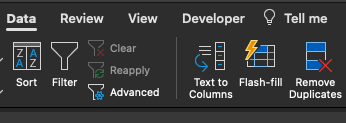 Data Review View Developer Tell me
Clear
Reapply
Advanced
Sort Filter
Text to Columns
Flash-fill
Remove Duplicates